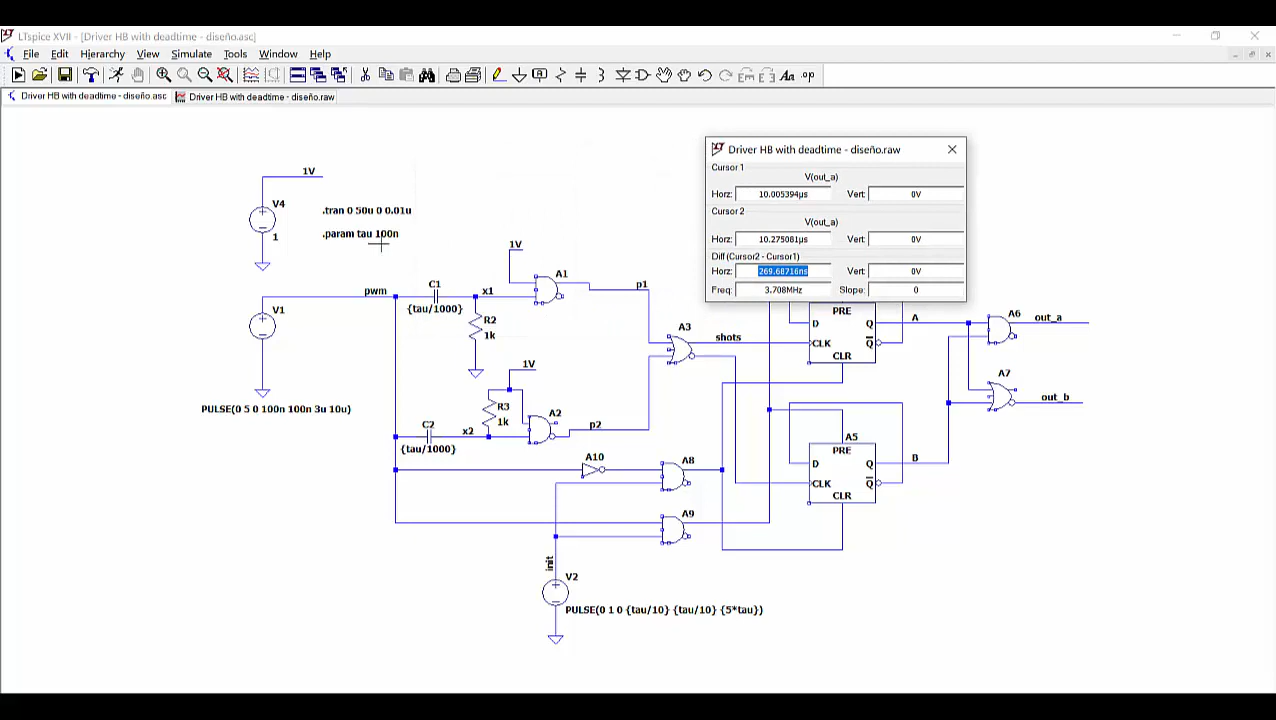 LTspice XVII - [Driver HB with deadtime - diseño.asc]
File Edit Hierarchy View Simulate Tools Window Help
Driver HB with deadtime - diseño.asc
Driver HB with deadtime - diseño.raw
Driver HB with deadtime - diseño.raw
Cursor 1
V(out_a)
Horz: 10.005394µs Vert: 0V
Cursor 2
V(out_a)
Horz: 10.275081µs Vert: 0V
Diff (Cursor2 - Cursor1)
Horz: 269.68716ns Vert: 0V
Freq: 3.708MHz Slope: 0
1V
V4
1
.tran 0 50u 0 0.01u
.param tau 100n
1V
A1
C1
pwm
x1
p1
{tau/1000}
V1
R2
1k
A3
shots
PRE
D Q
CLK Q
CLR
A
A6
out_a
1V
A7
out_b
PULSE(0 5 0 100n 100n 3u 10u)
R3
1k
A2
C2
x2
p2
{tau/1000}
A10
A8
A5
PRE
D Q
CLK Q
CLR
B
A9
init
V2
PULSE(0 1 0 {tau/10} {tau/10} {5*tau})